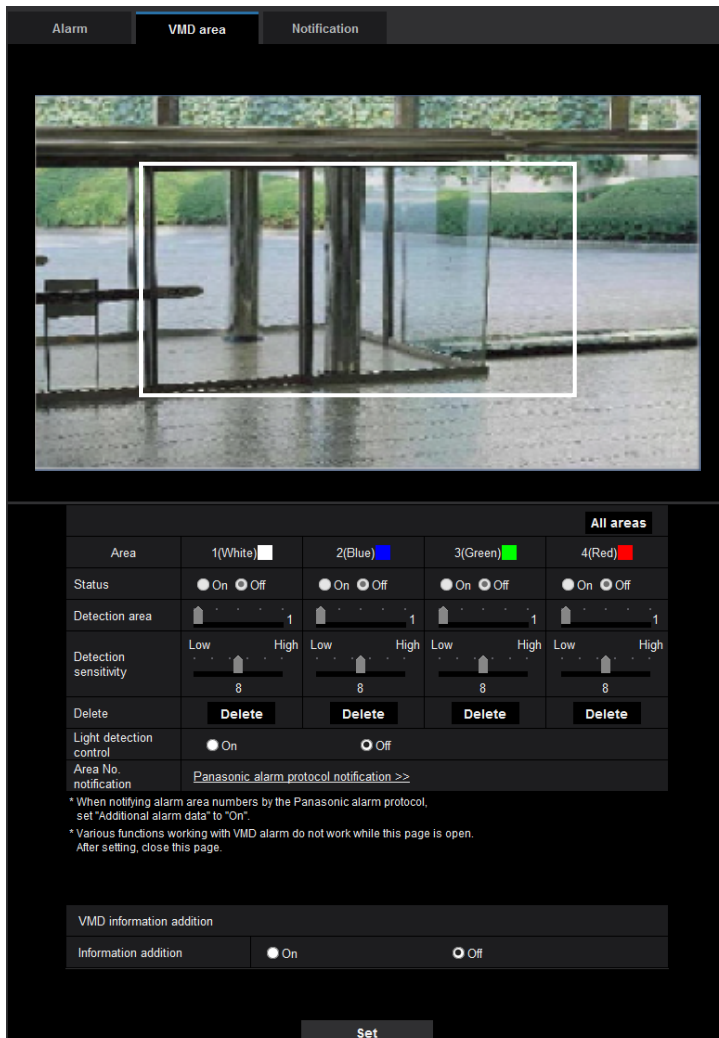 Alarm VMD area Notification
All areas
Area 1(White) 2(Blue) 3(Green) 4(Red)
Status On Off On Off On Off On Off
Detection area 1 1 1 1
Detection sensitivity Low High Low High Low High Low High
8 8 8 8
Delete Delete Delete Delete Delete
Light detection control On Off
Area No. notification Panasonic alarm protocol notification >>
* When notifying alarm area numbers by the Panasonic alarm protocol,
set "Additional alarm data" to "On".
* Various functions working with VMD alarm do not work while this page is open.
After setting, close this page.
VMD information addition
Information addition On Off
Set